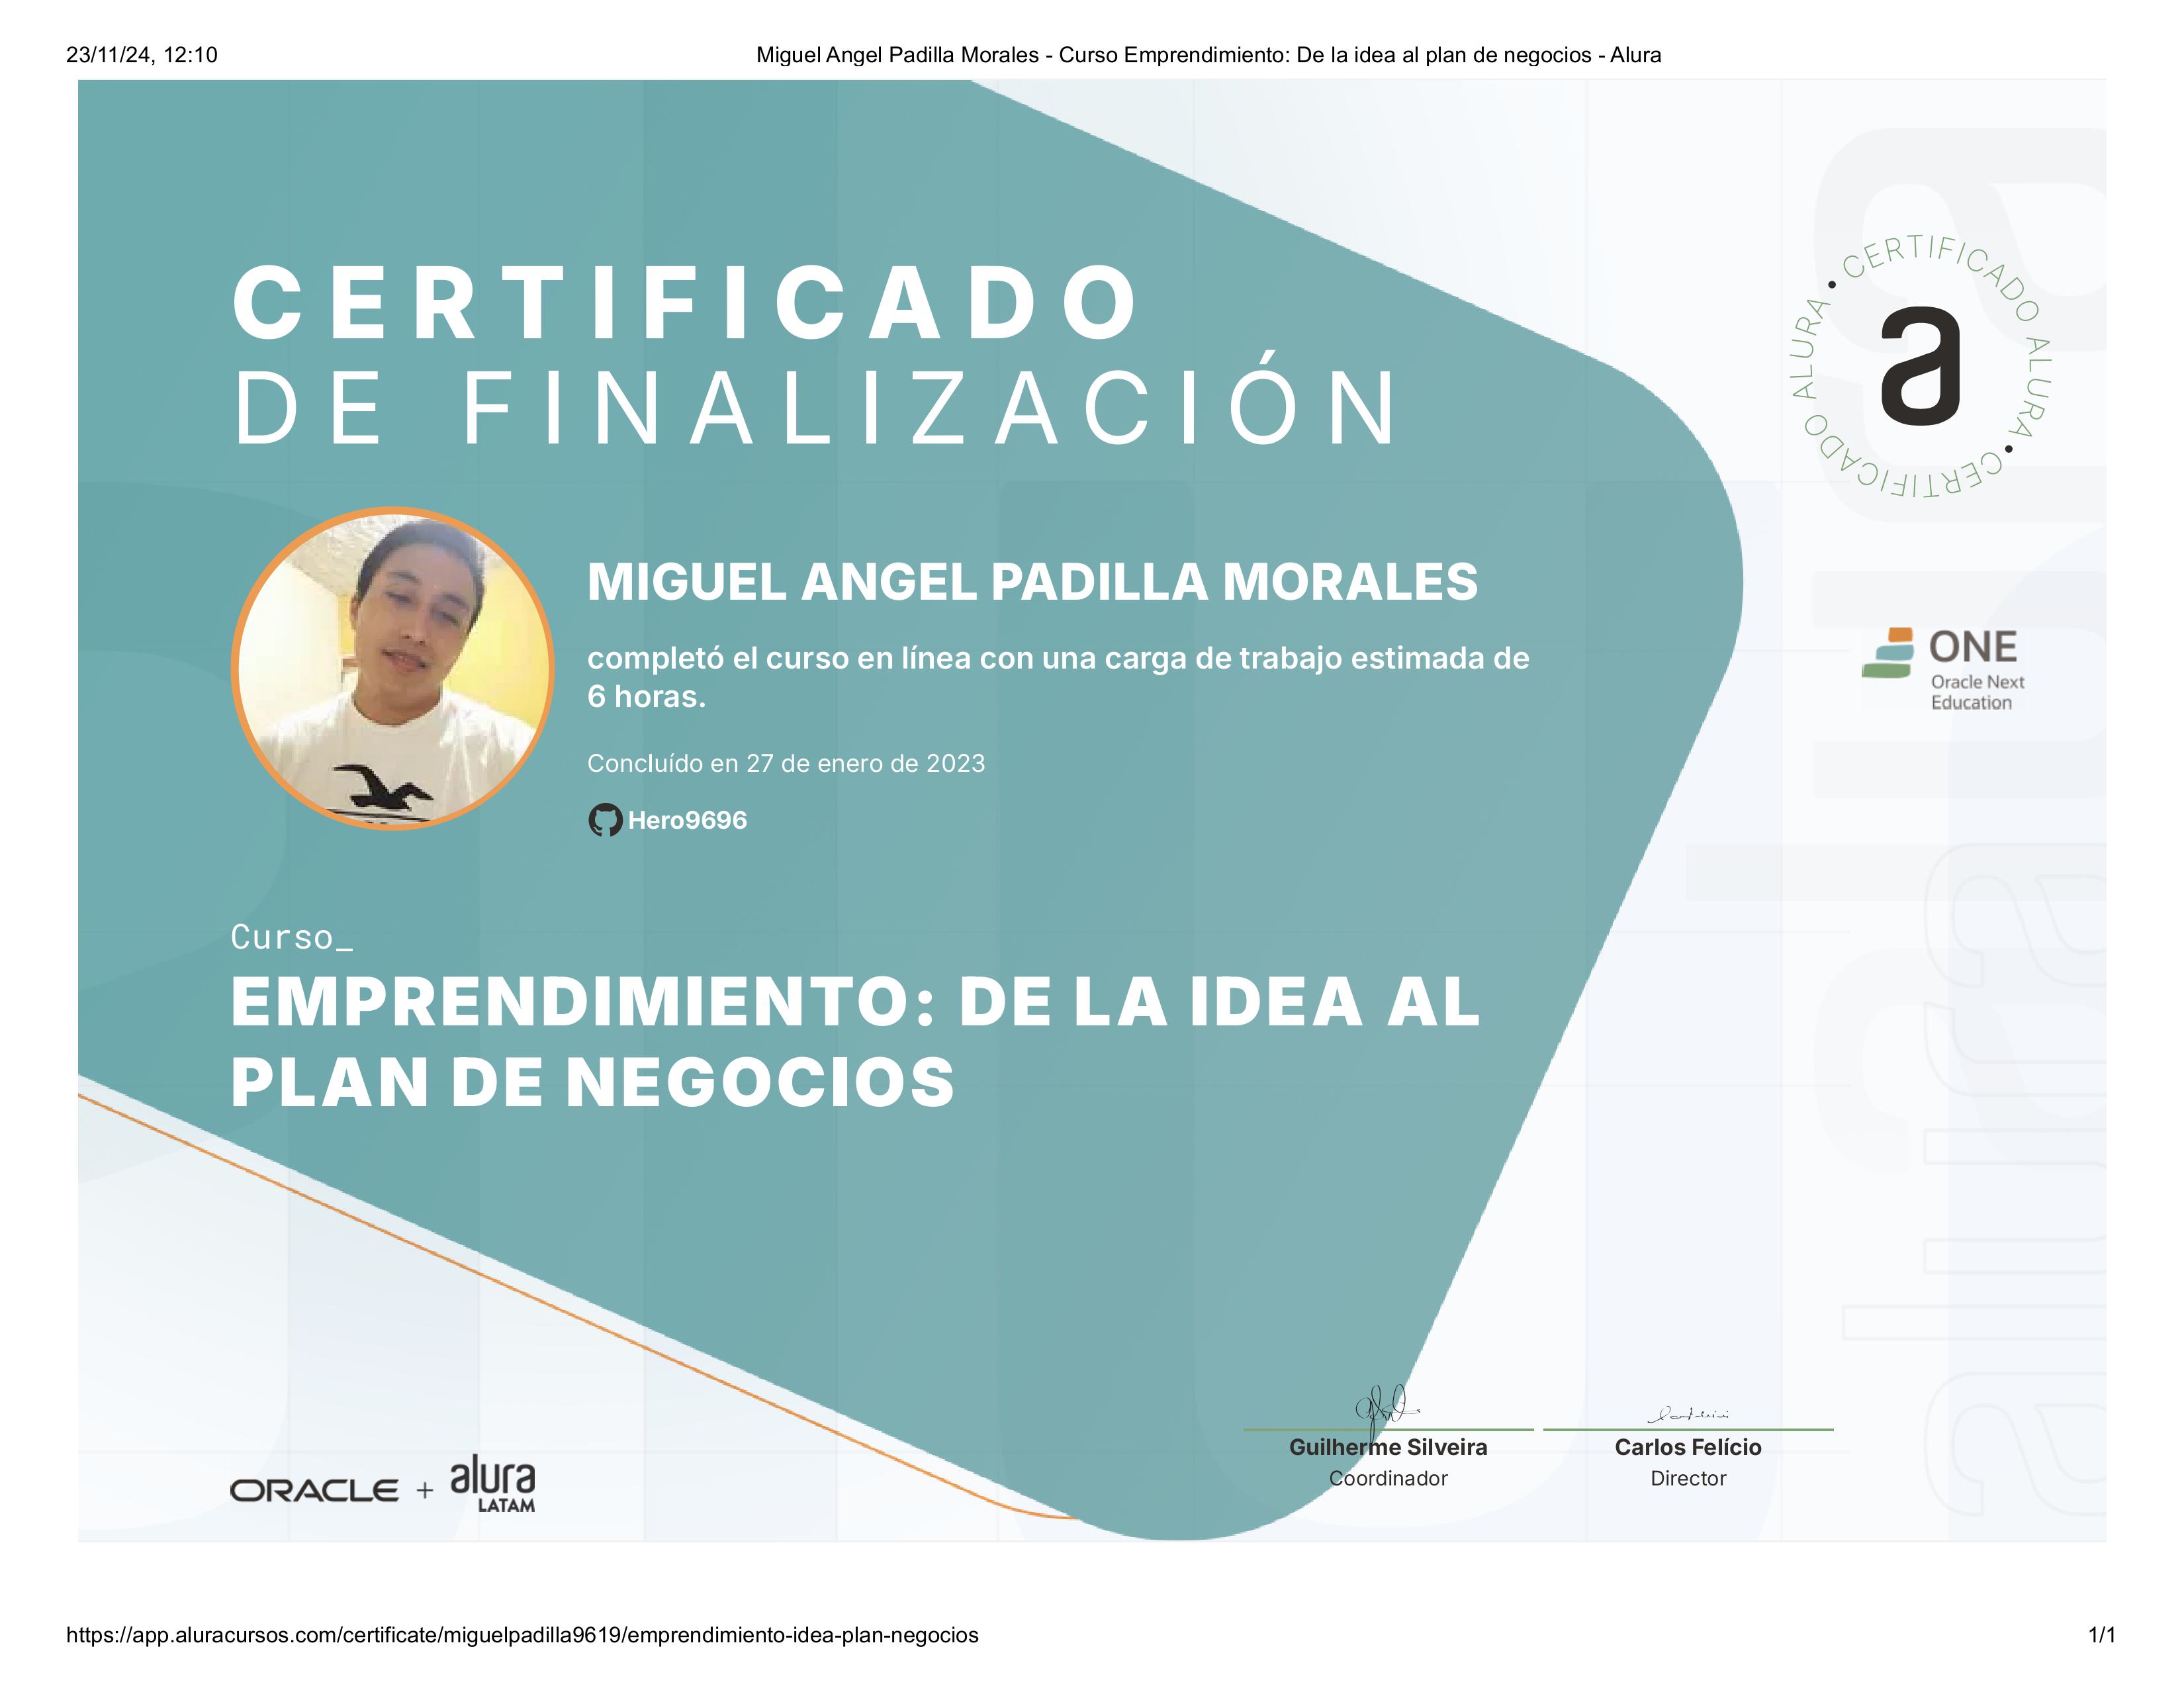 23/11/24, 12:10
Miguel Angel Padilla Morales - Curso Emprendimiento: De la idea al plan de negocios - Alura
CERTIFICADO
DE FINALIZACIÓN
CERTIFICADO ALURA • CERTIFICADO ALURA •
a
MIGUEL ANGEL PADILLA MORALES
completó el curso en línea con una carga de trabajo estimada de
6 horas.
Concluído en 27 de enero de 2023
Hero9696
ONE
Oracle Next
Education
Curso_
EMPRENDIMIENTO: DE LA IDEA AL
PLAN DE NEGOCIOS
alura
Guilherme Silveira
Coordinador
Carlos Felício
Director
ORACLE + alura
LATAM
https://app.aluracursos.com/certificate/miguelpadilla9619/emprendimiento-idea-plan-negocios
1/1